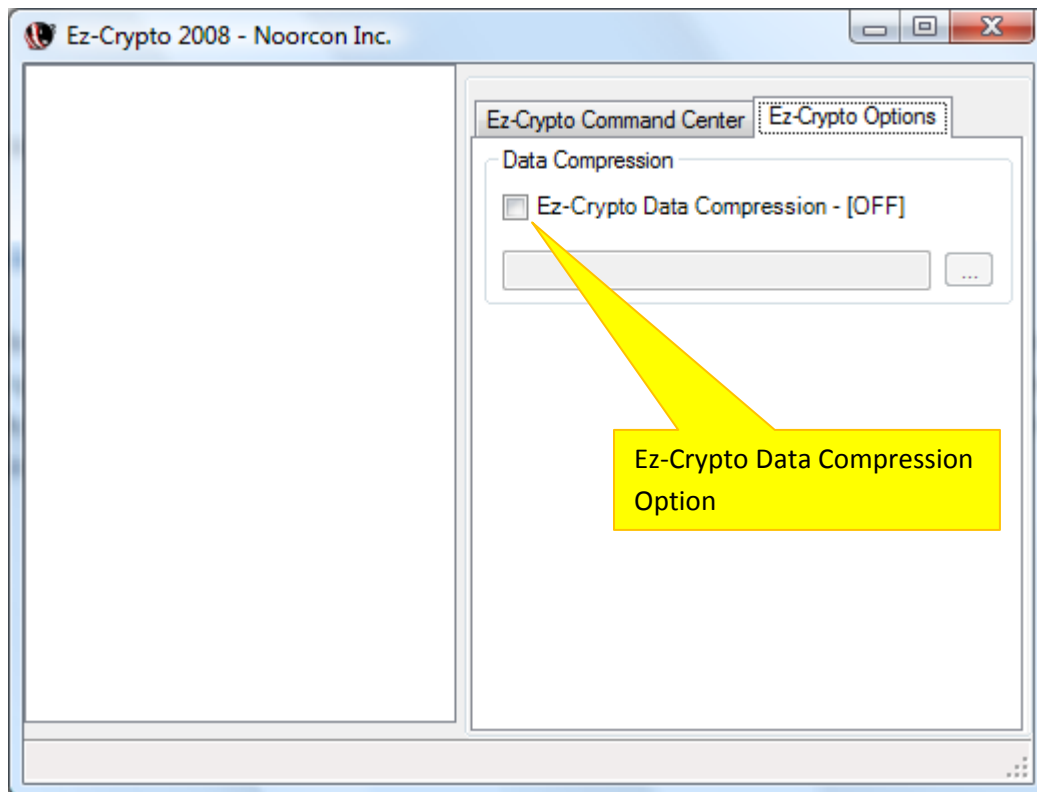 Ez-Crypto 2008 - Noorcon Inc.
Ez-Crypto Command Center
Ez-Crypto Options
Data Compression
Ez-Crypto Data Compression - [OFF]
...
Ez-Crypto Data Compression
Option